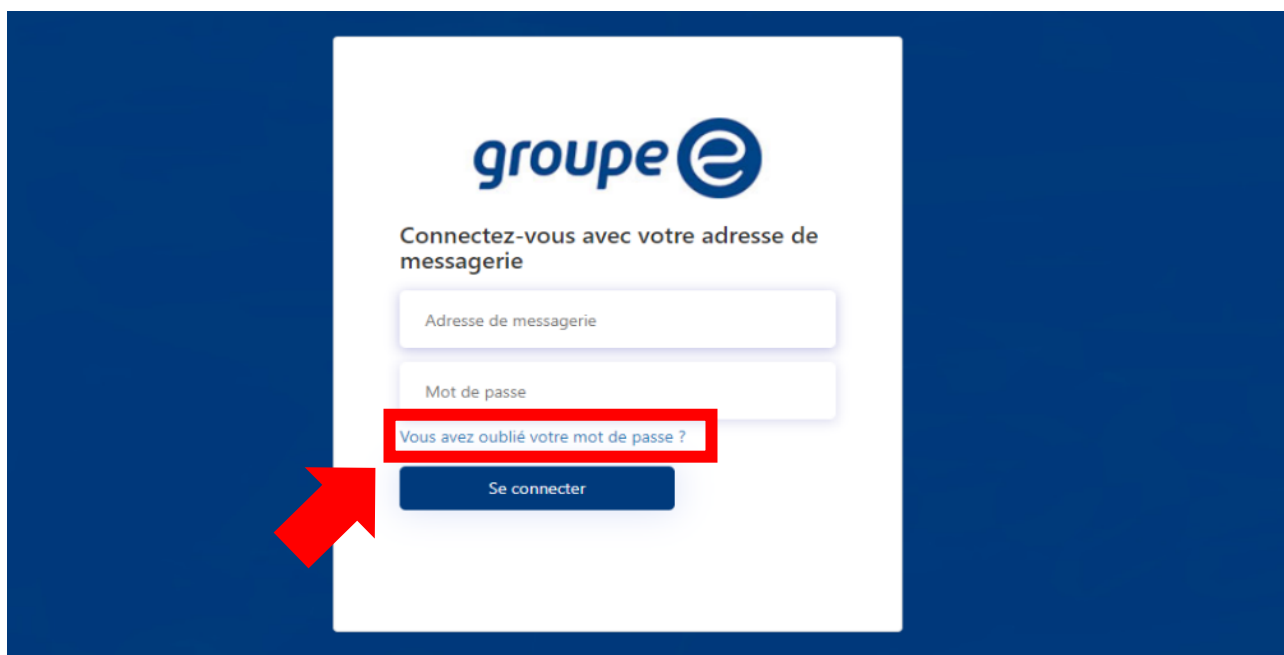 groupe e
Connectez-vous avec votre adresse de
messagerie
Adresse de messagerie
Mot de passe
Vous avez oublié votre mot de passe ?
Se connecter